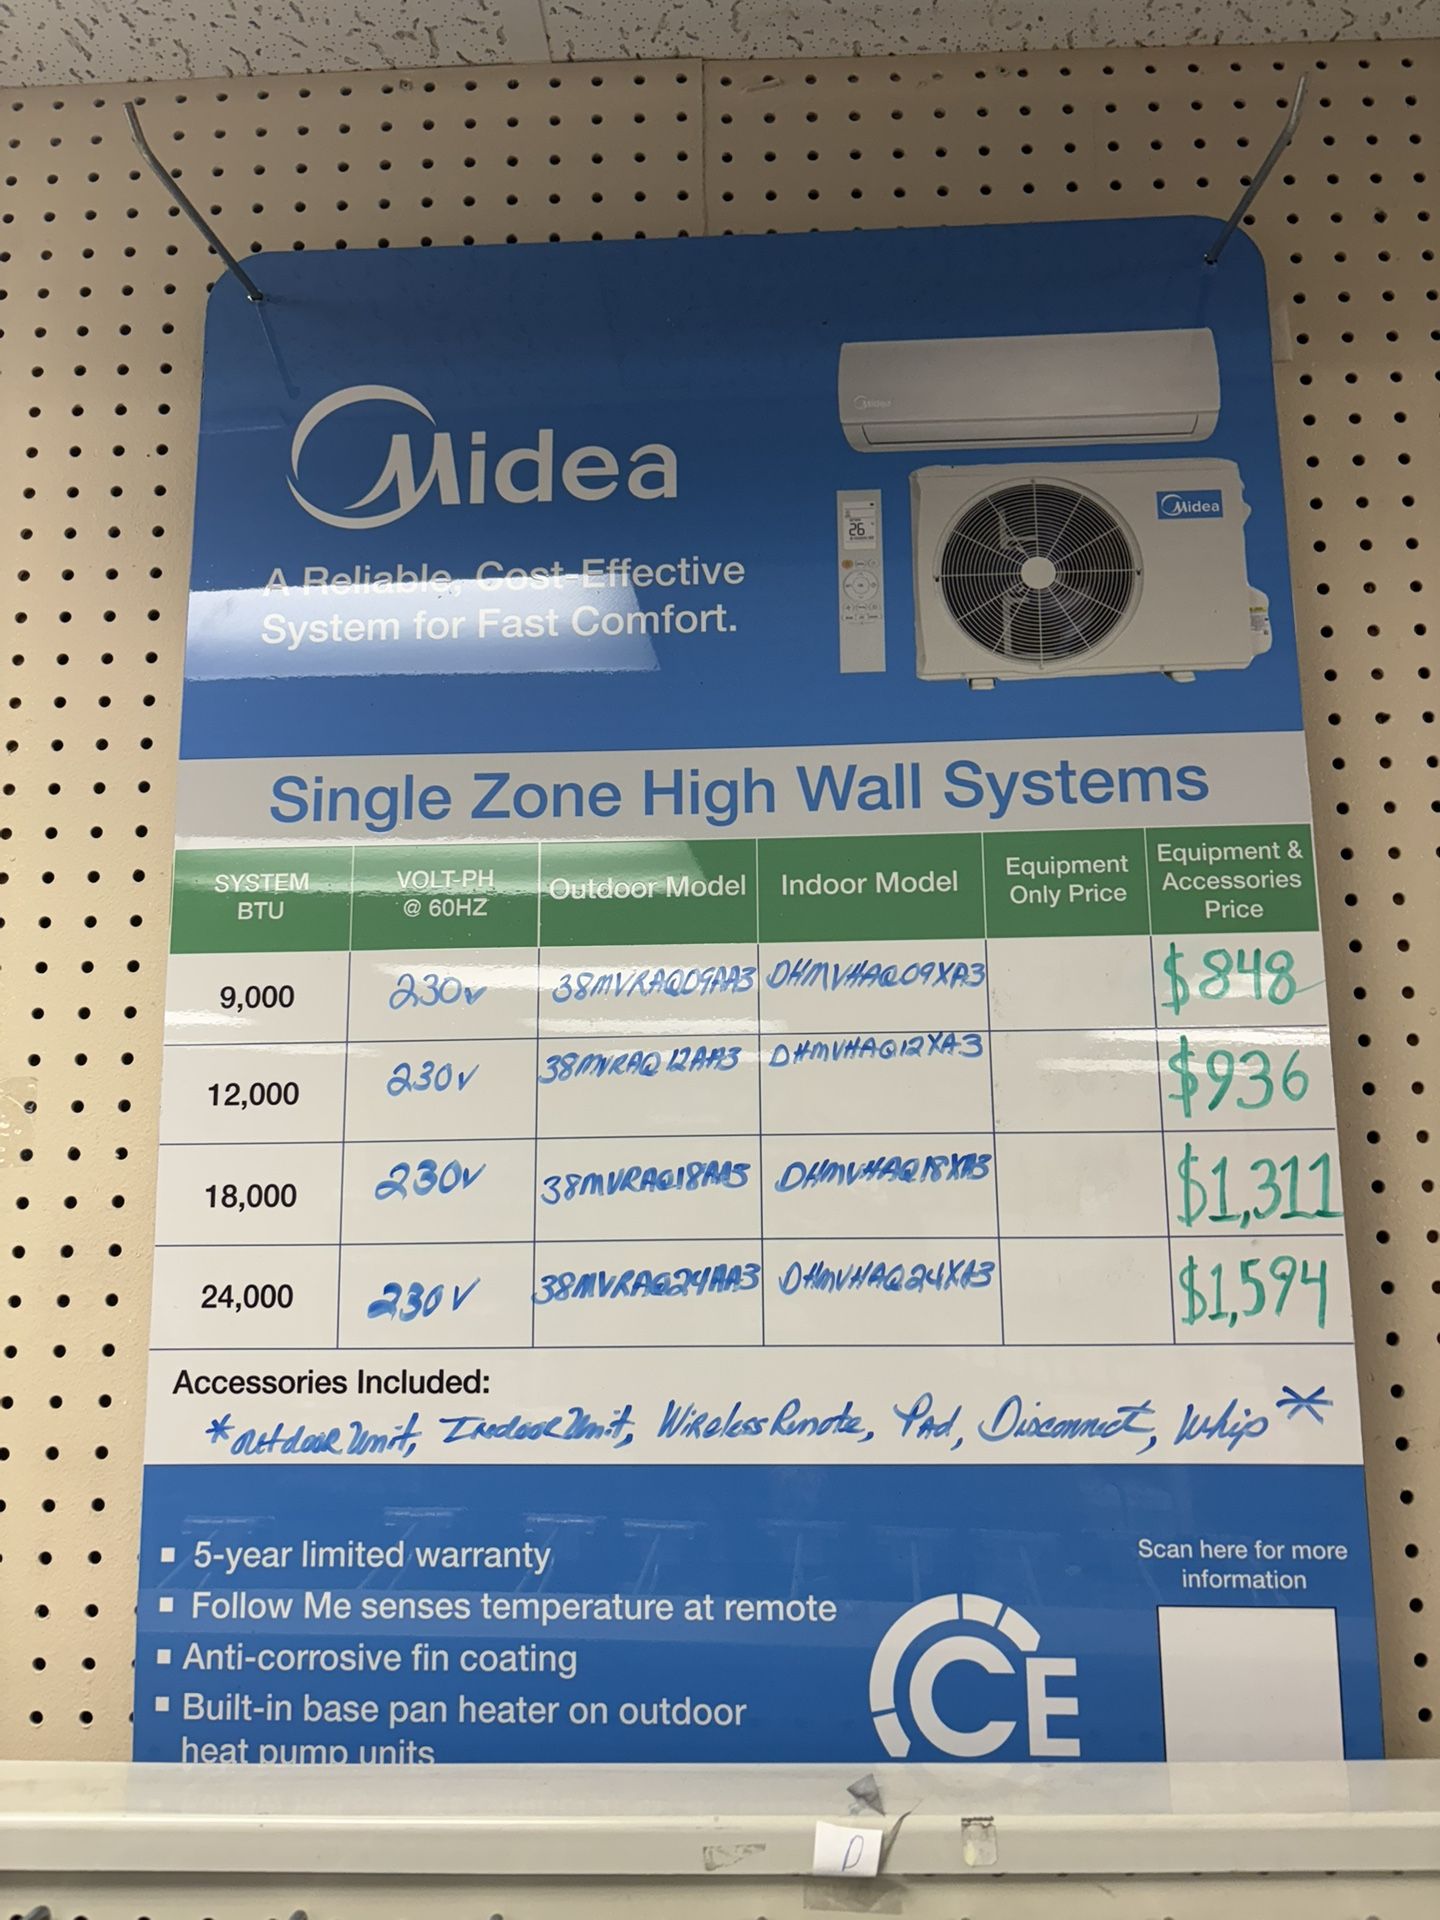 Midea
Midea
26
Midea
A Reliable, Cost-Effective
System for Fast Comfort.
Single Zone High Wall Systems
SYSTEM BTU VOLT-PH @ 60HZ Outdoor Model Indoor Model Equipment Only Price Equipment & Accessories Price
9,000 230v 38MVRAQ09AA3 DHMVHAQ09XA3 $848
12,000 230v 38MVRAQ12AA3 DHMVHAQ12XA3 $936
18,000 230v 38MVRAQ18AA3 DHMVHAQ18XA3 $1,311
24,000 230V 38MVRAQ24AA3 DHMVHAQ24XA3 $1,594
Accessories Included:
*outdoor Unit, Indoor Unit, Wireless Remote, Pad, Disconnect, Whip*
▪ 5-year limited warranty
▪ Follow Me senses temperature at remote
▪ Anti-corrosive fin coating
▪ Built-in base pan heater on outdoor
heat pump units
CE
Scan here for more
information
D